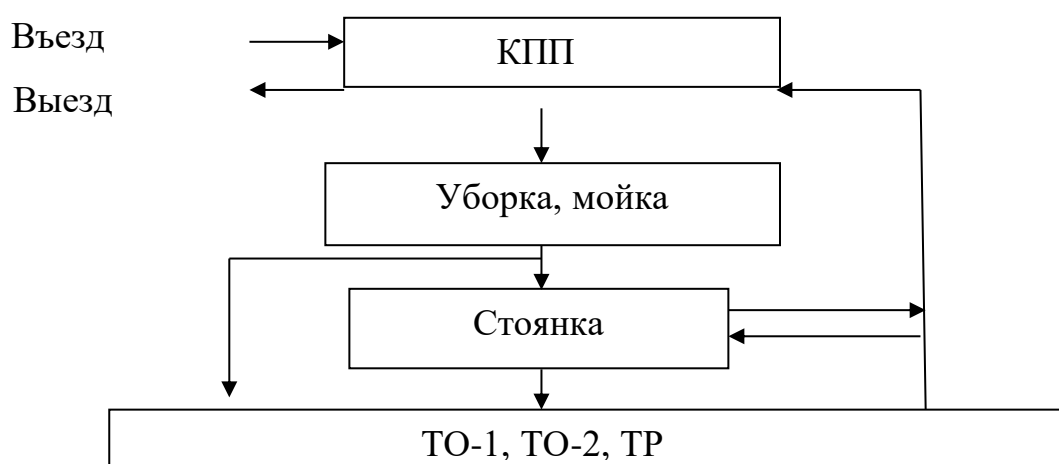 Въезд
КПП
Выезд
Уборка, мойка
Стоянка
ТО-1, ТО-2, ТР